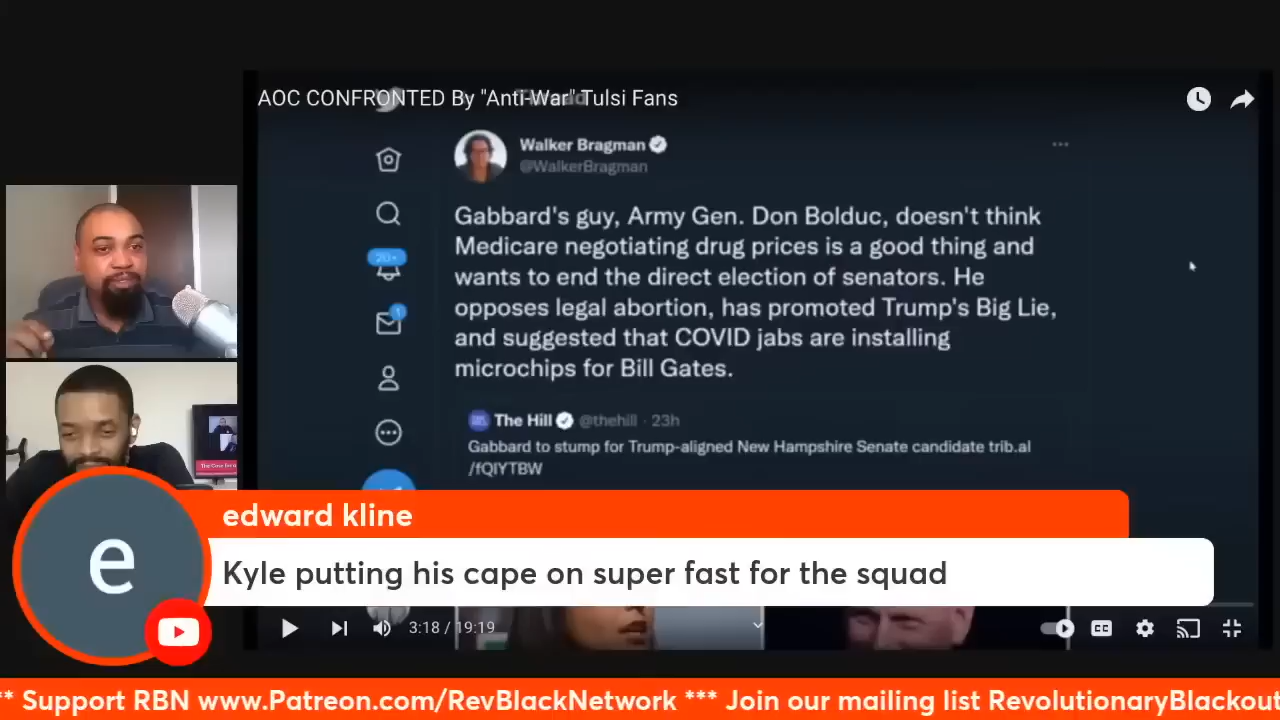 AOC CONFRONTED By "Anti-War" Tulsi Fans
Walker Bragman
@WalkerBragman
Gabbard's guy, Army Gen. Don Bolduc, doesn't think
Medicare negotiating drug prices is a good thing and
wants to end the direct election of senators. He
opposes legal abortion, has promoted Trump's Big Lie,
and suggested that COVID jabs are installing
microchips for Bill Gates.
20+
1
The Hill @thehill · 23h
Gabbard to stump for Trump-aligned New Hampshire Senate candidate trib.al
/fQIYTBW
e
edward kline
Kyle putting his cape on super fast for the squad
3:18 / 19:19
CC
** Support RBN www.Patreon.com/RevBlackNetwork *** Join our mailing list RevolutionaryBlackout